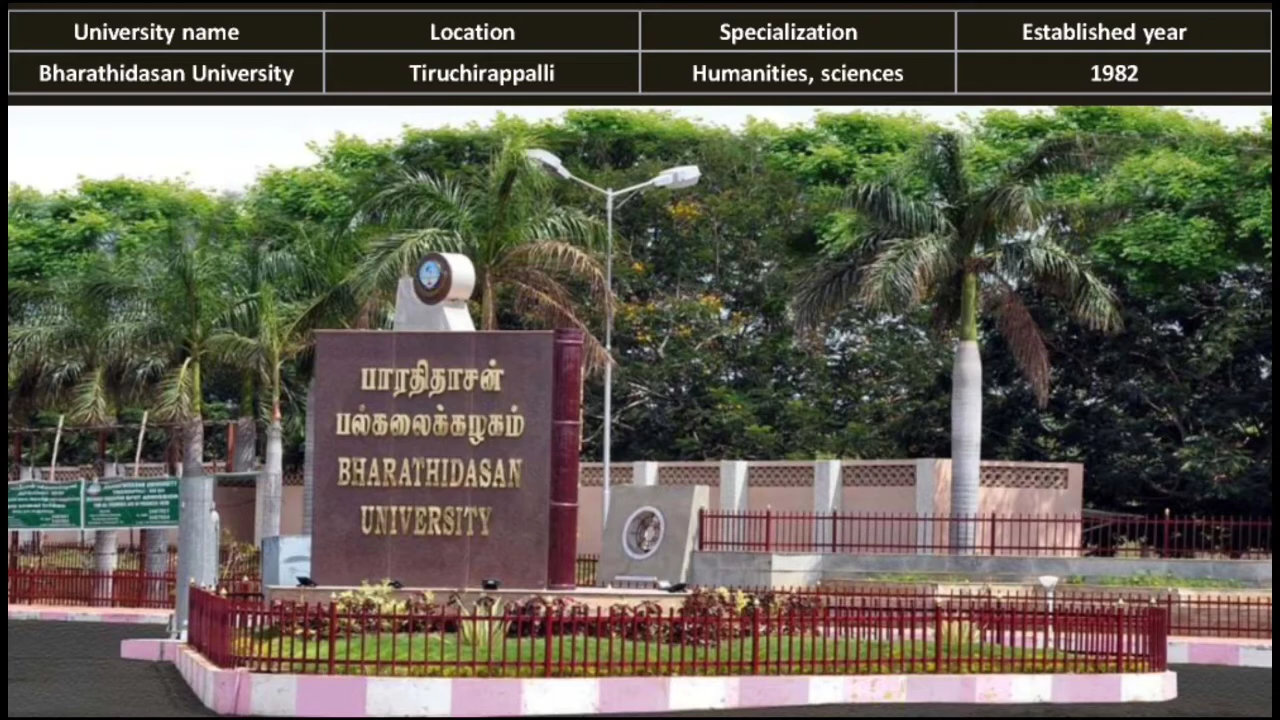 University name Location Specialization Established year
Bharathidasan University Tiruchirappalli Humanities, sciences 1982
பாரதிதாசன்
பல்கலைக்கழகம்
BHARATHIDASAN
UNIVERSITY